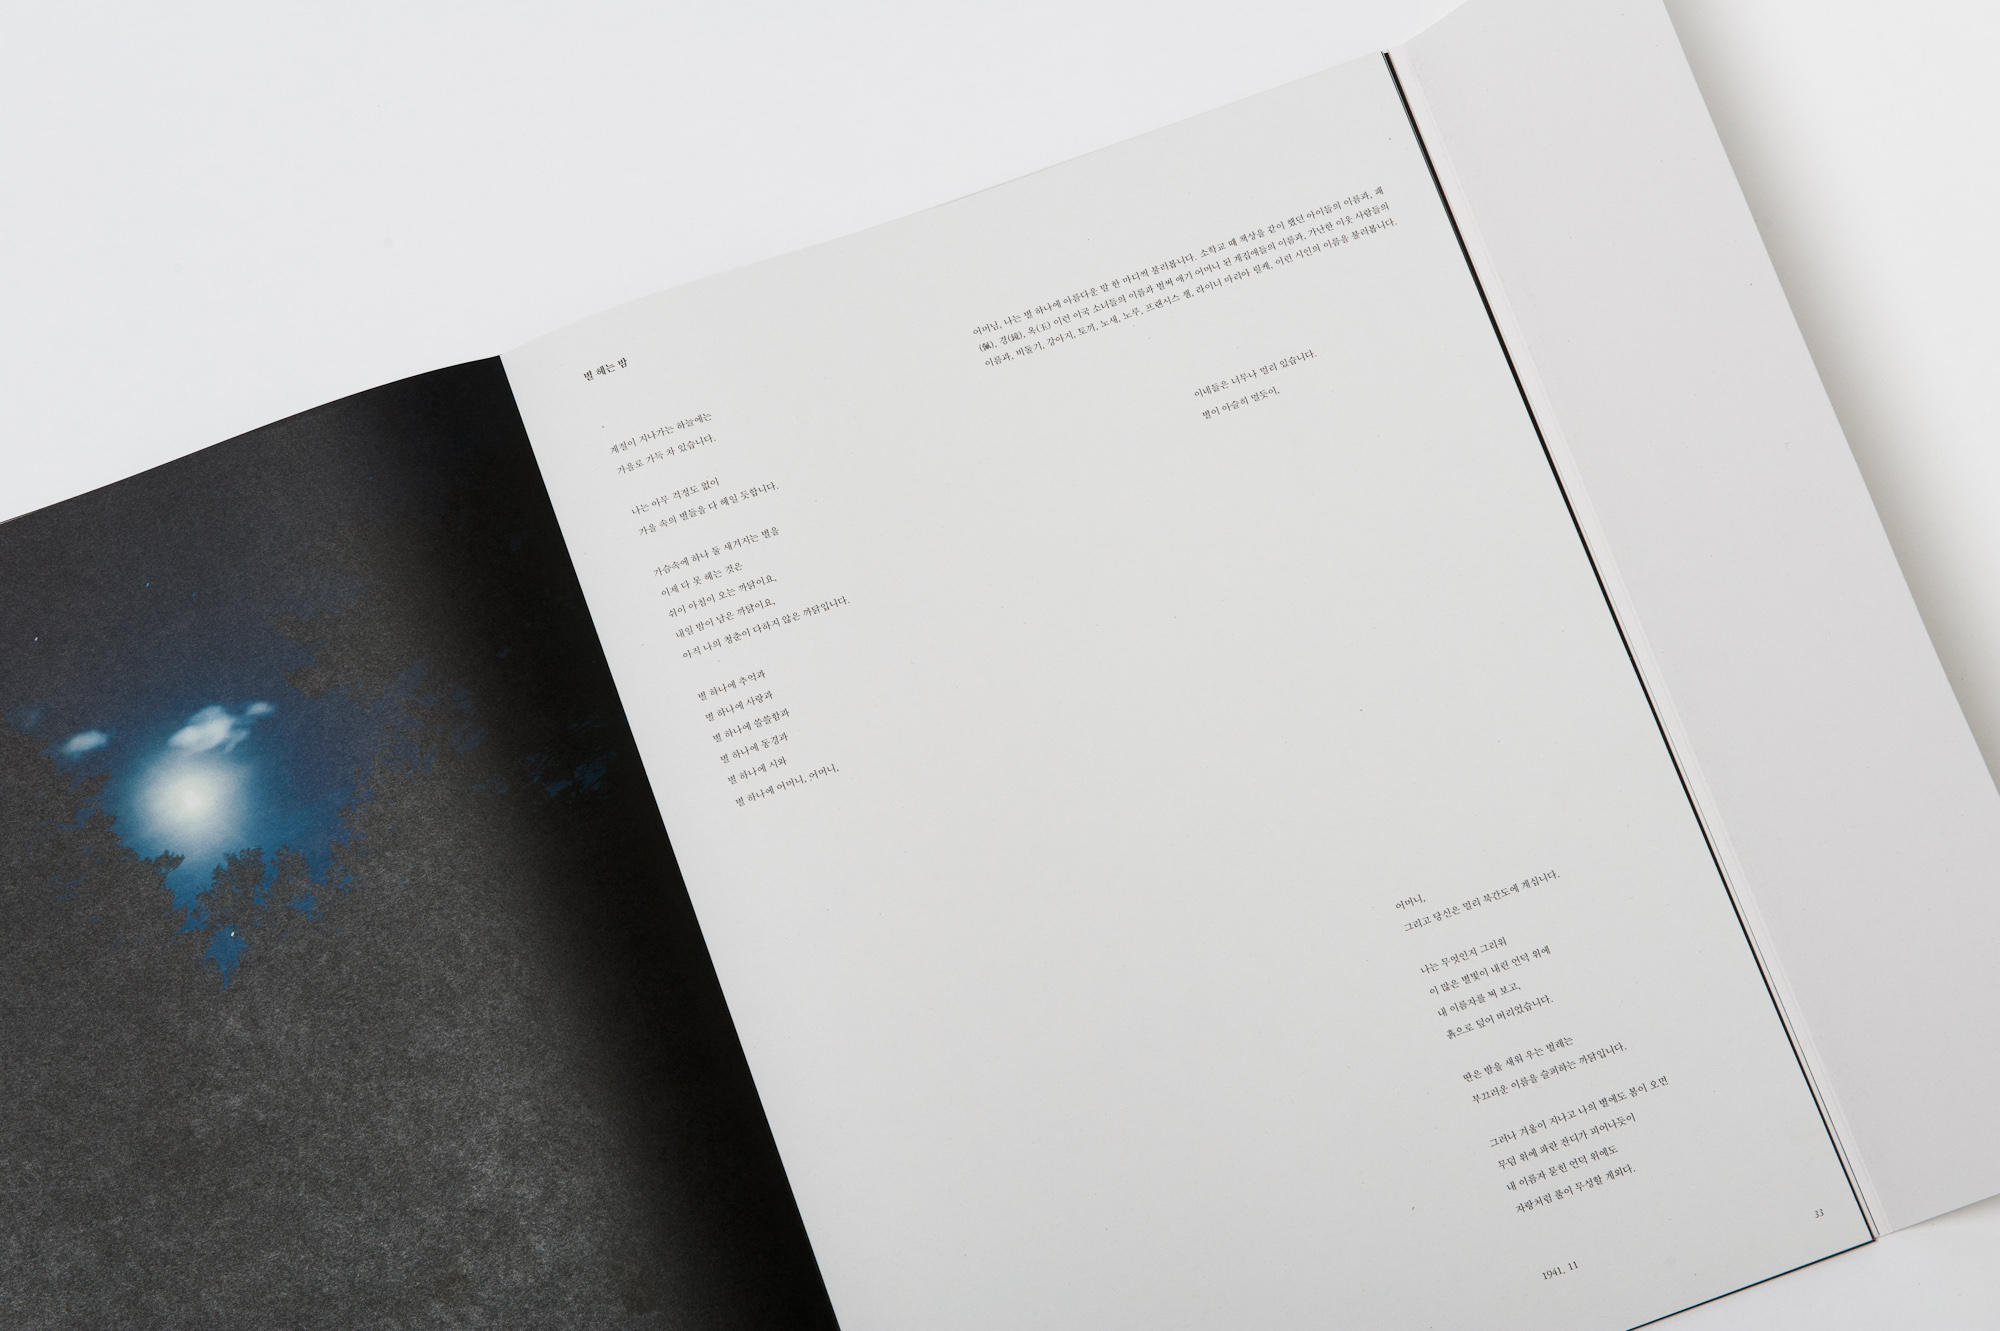 별 헤는 밤
계절이 지나가는 하늘에는
가을로 가득 차 있습니다.
나는 아무 걱정도 없이
가을 속의 별들을 다 헤일 듯합니다.
가슴속에 하나 둘 새겨지는 별을
이제 다 못 헤는 것은
쉬이 아침이 오는 까닭이요,
내일 밤이 남은 까닭이요,
아직 나의 청춘이 다하지 않은 까닭입니다.
별 하나에 추억과
별 하나에 사랑과
별 하나에 쓸쓸함과
별 하나에 동경과
별 하나에 시와
별 하나에 어머니, 어머니,
어머님, 나는 별 하나에 아름다운 말 한 마디씩 불러봅니다. 소학교 때 책상을 같이 했던 아이들의 이름과, 패
(佩), 경(鏡), 옥(玉) 이런 이국 소녀들의 이름과 벌써 애기 어머니 된 계집애들의 이름과, 가난한 이웃 사람들의
이름과, 비둘기, 강아지, 토끼, 노새, 노루, 프랜시스 잼, 라이너 마리아 릴케, 이런 시인의 이름을 불러봅니다.
이네들은 너무나 멀리 있습니다.
별이 아슬히 멀듯이,
어머니,
그리고 당신은 멀리 북간도에 계십니다.
나는 무엇인지 그리워
이 많은 별빛이 내린 언덕 위에
내 이름자를 써 보고,
흙으로 덮어 버리었습니다.
딴은 밤을 새워 우는 벌레는
부끄러운 이름을 슬퍼하는 까닭입니다.
그러나 겨울이 지나고 나의 별에도 봄이 오면
무덤 위에 파란 잔디가 피어나듯이
내 이름자 묻힌 언덕 위에도
자랑처럼 풀이 무성할 게외다.
1941. 11
33